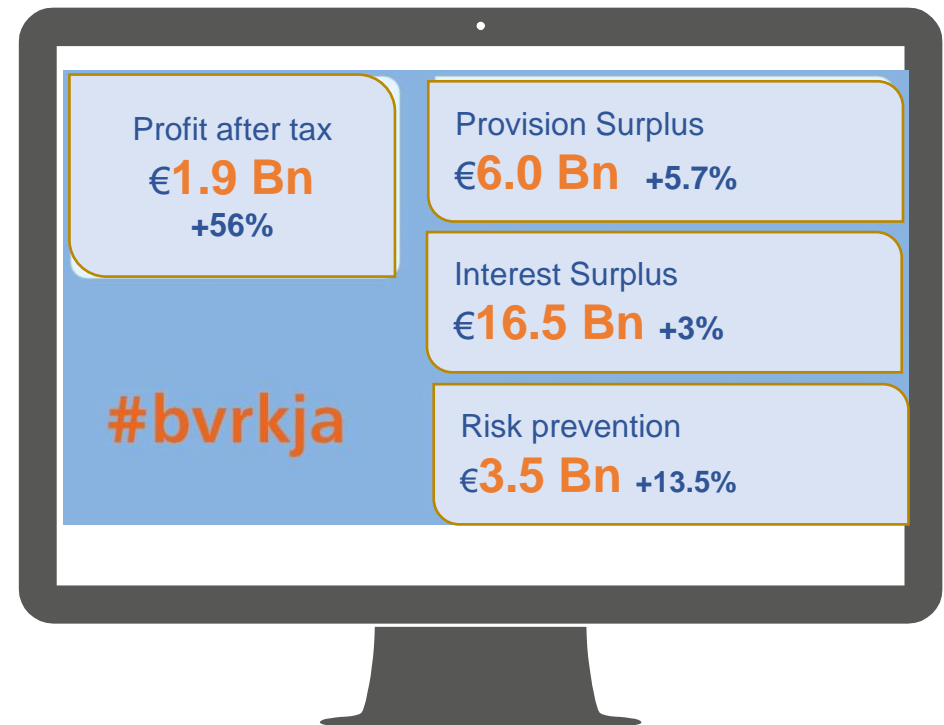 Profit after tax
€1.9 Bn
+56%
Provision Surplus
€6.0 Bn +5.7%
Interest Surplus
€16.5 Bn +3%
#bvrkja
Risk prevention
€3.5 Bn +13.5%